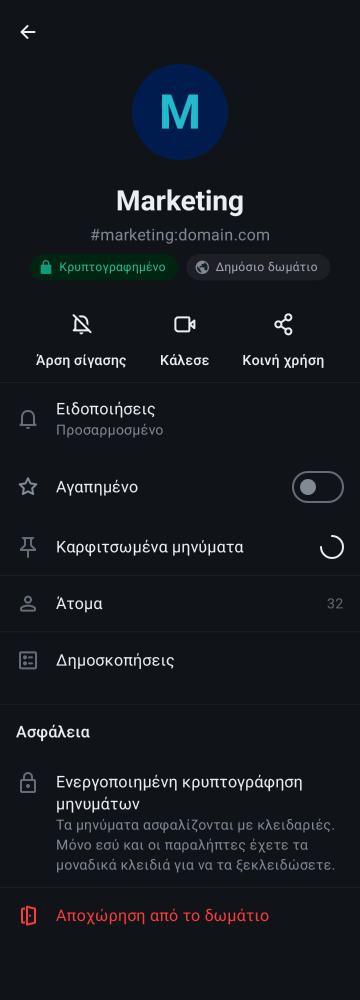 M
Marketing
#marketing:domain.com
Κρυπτογραφημένο
Δημόσιο δωμάτιο
Άρση σίγασης
Κάλεσε
Κοινή χρήση
Ειδοποιήσεις
Προσαρμοσμένο
Αγαπημένο
Καρφιτσωμένα μηνύματα
Άτομα
32
Δημοσκοπήσεις
Ασφάλεια
Ενεργοποιημένη κρυπτογράφηση
μηνυμάτων
Τα μηνύματα ασφαλίζονται με κλειδαριές.
Μόνο εσύ και οι παραλήπτες έχετε τα
μοναδικά κλειδιά για να τα ξεκλειδώσετε.
Αποχώρηση από το δωμάτιο